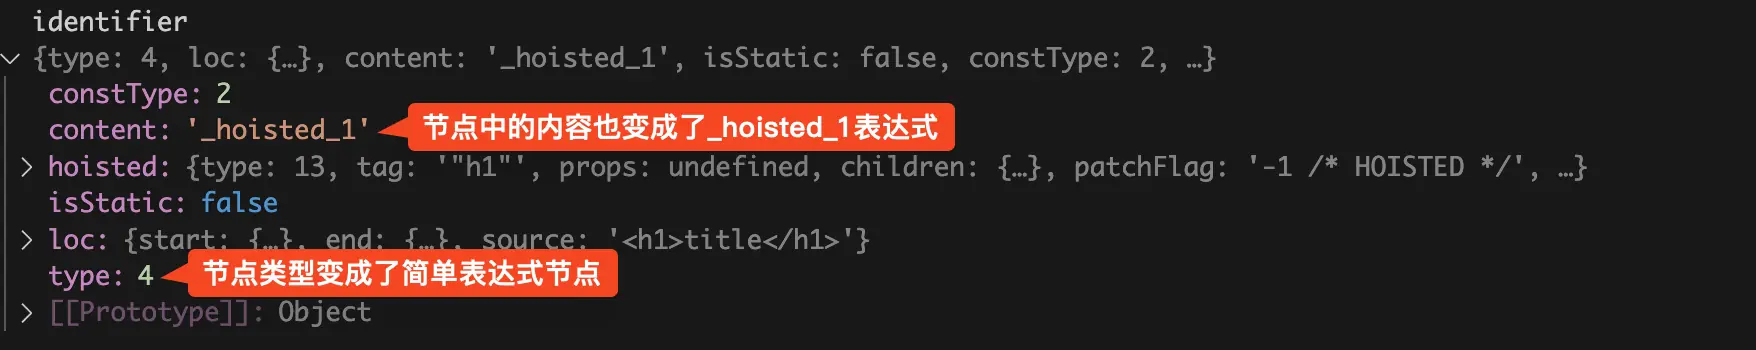 identifier
{type: 4, loc: {…}, content: '_hoisted_1', isStatic: false, constType: 2, …}
constType: 2
content: '_hoisted_1' 节点中的内容也变成了_hoisted_1表达式
hoisted: {type: 13, tag: '"h1"', props: undefined, children: {…}, patchFlag: '-1 /* HOISTED */', …}
isStatic: false
loc: {start: {…}, end: {…}, source: '<h1>title</h1>'}
type: 4 节点类型变成了简单表达式节点
[[Prototype]]: Object